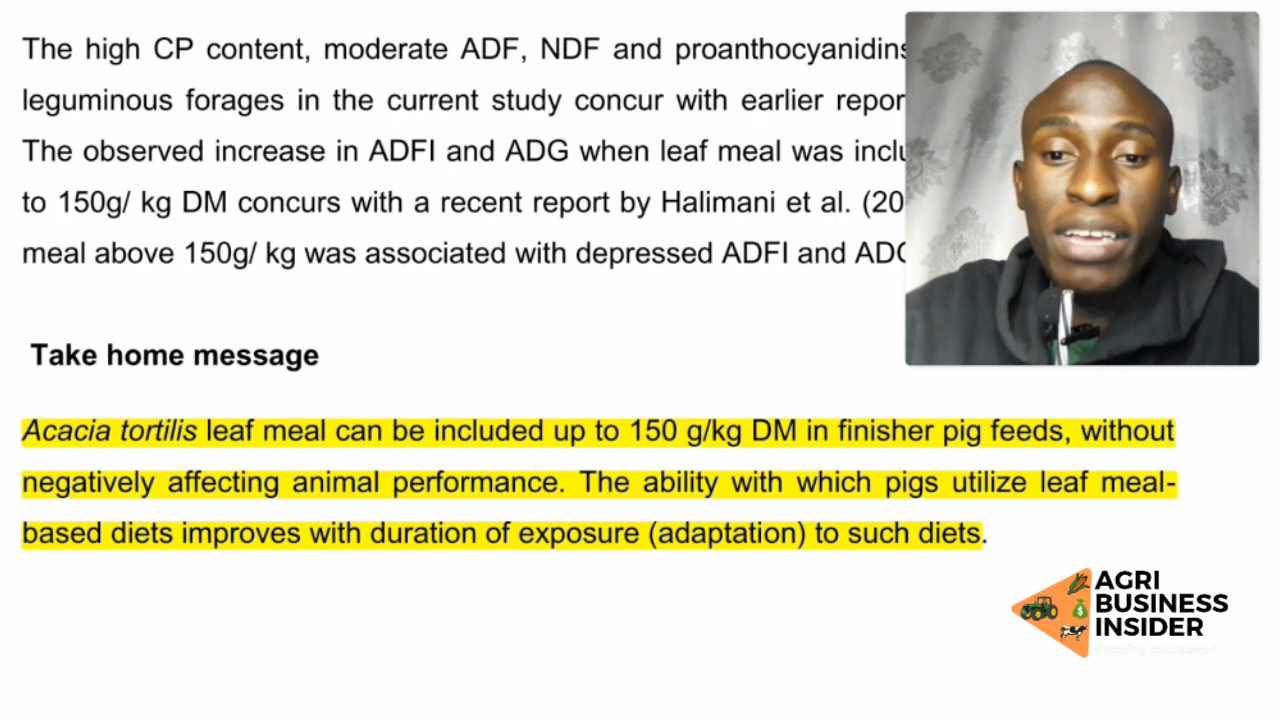 The high CP content, moderate ADF, NDF and proanthocyanidins
leguminous forages in the current study concur with earlier
The observed increase in ADFI and ADG when leaf meal was
to 150g/ kg DM concurs with a recent report by Halimani et al.
meal above 150g/ kg was associated with depressed ADFI and
Take home message
Acacia tortilis leaf meal can be included up to 150 g/kg DM in finisher pig feeds, without
negatively affecting animal performance. The ability with which pigs utilize leaf meal-
based diets improves with duration of exposure (adaptation) to such diets.
AGRI
BUSINESS
INSIDER